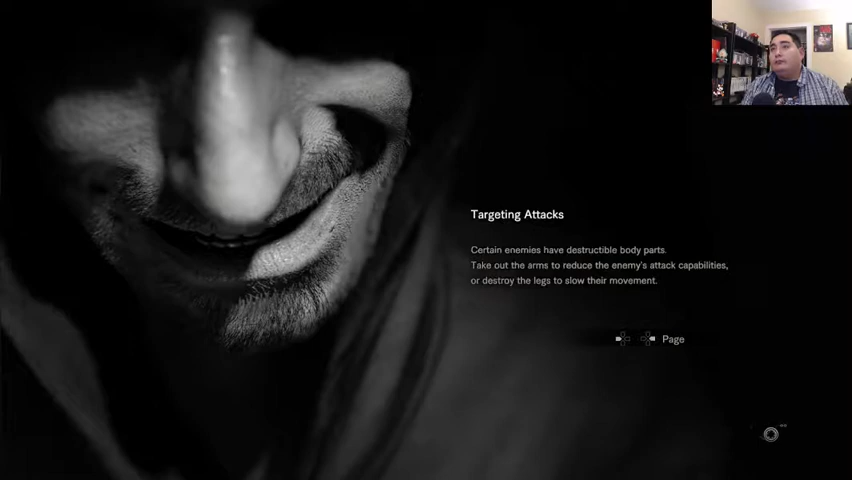 Targeting Attacks
Certain enemies have destructible body parts.
Take out the arms to reduce the enemy's attack capabilities,
or destroy the legs to slow their movement.
Page